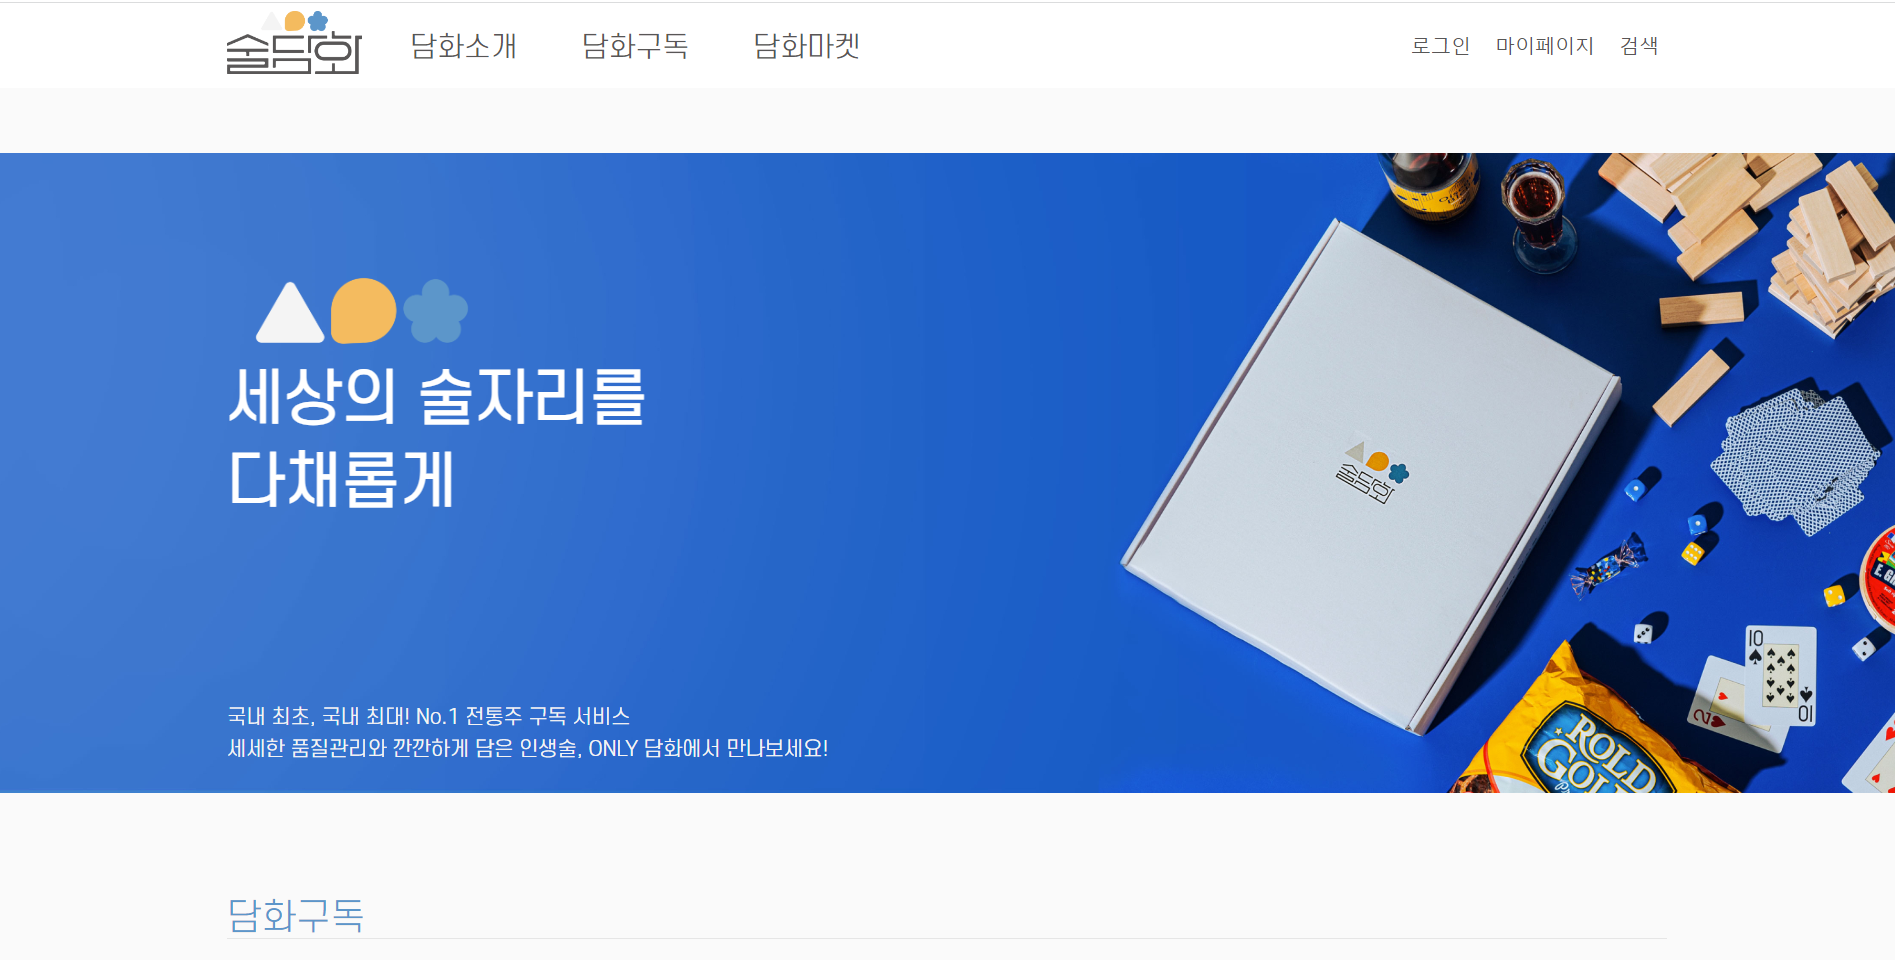 술담화
담화소개 담화구독 담화마켓
로그인 마이페이지 검색
세상의 술자리를
다채롭게
국내 최초, 국내 최대! No.1 전통주 구독 서비스
세세한 품질관리와 깐깐하게 담은 인생술, ONLY 담화에서 만나보세요!
술담화
10
10
2
ROLD
GOLD
담화구독